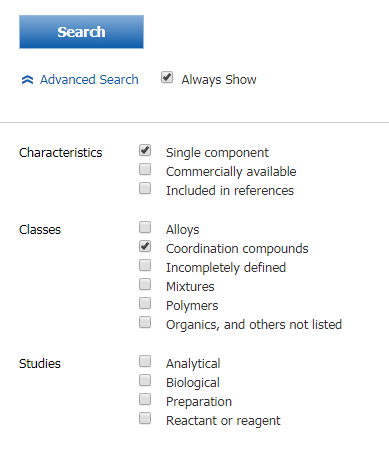 Search
Advanced Search Always Show
Characteristics Single component
Commercially available
Included in references
Classes Alloys
Coordination compounds
Incompletely defined
Mixtures
Polymers
Organics, and others not listed
Studies Analytical
Biological
Preparation
Reactant or reagent